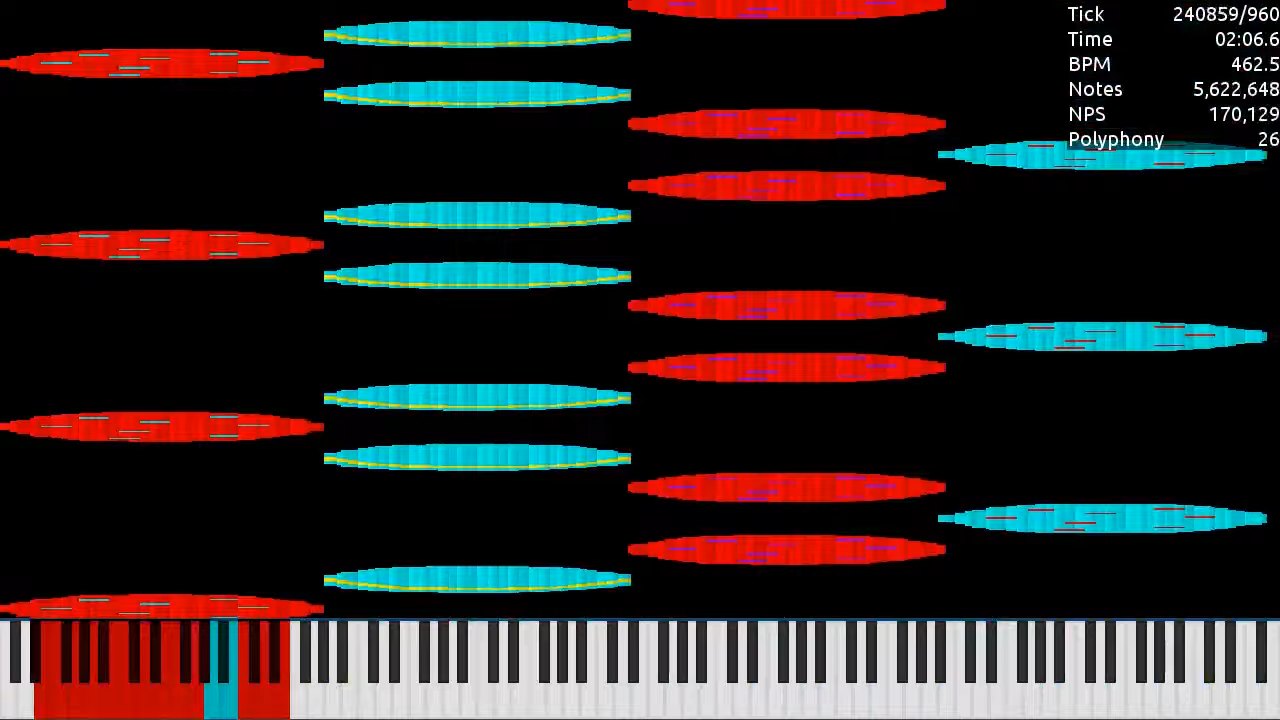 Tick 240859/960
Time 02:06.6
BPM 462.5
Notes 5,622,648
NPS 170,129
Polyphony 26